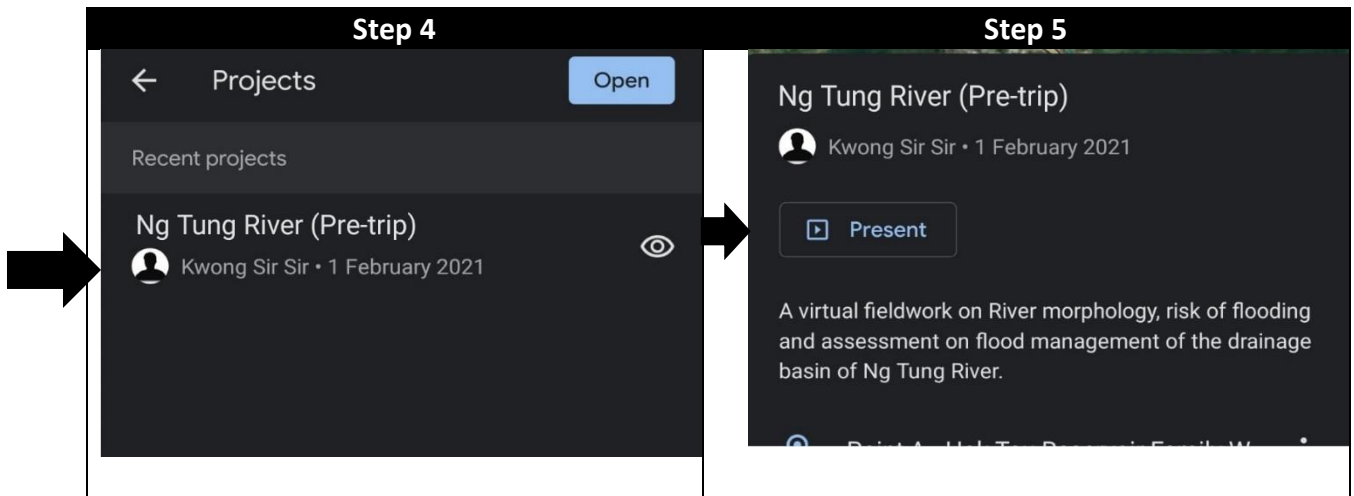 Step 4
Projects
Open
Recent projects
Ng Tung River (Pre-trip)
Kwong Sir Sir • 1 February 2021
Step 5
Ng Tung River (Pre-trip)
Kwong Sir Sir • 1 February 2021
Present
A virtual fieldwork on River morphology, risk of flooding
and assessment on flood management of the drainage
basin of Ng Tung River.
Point A